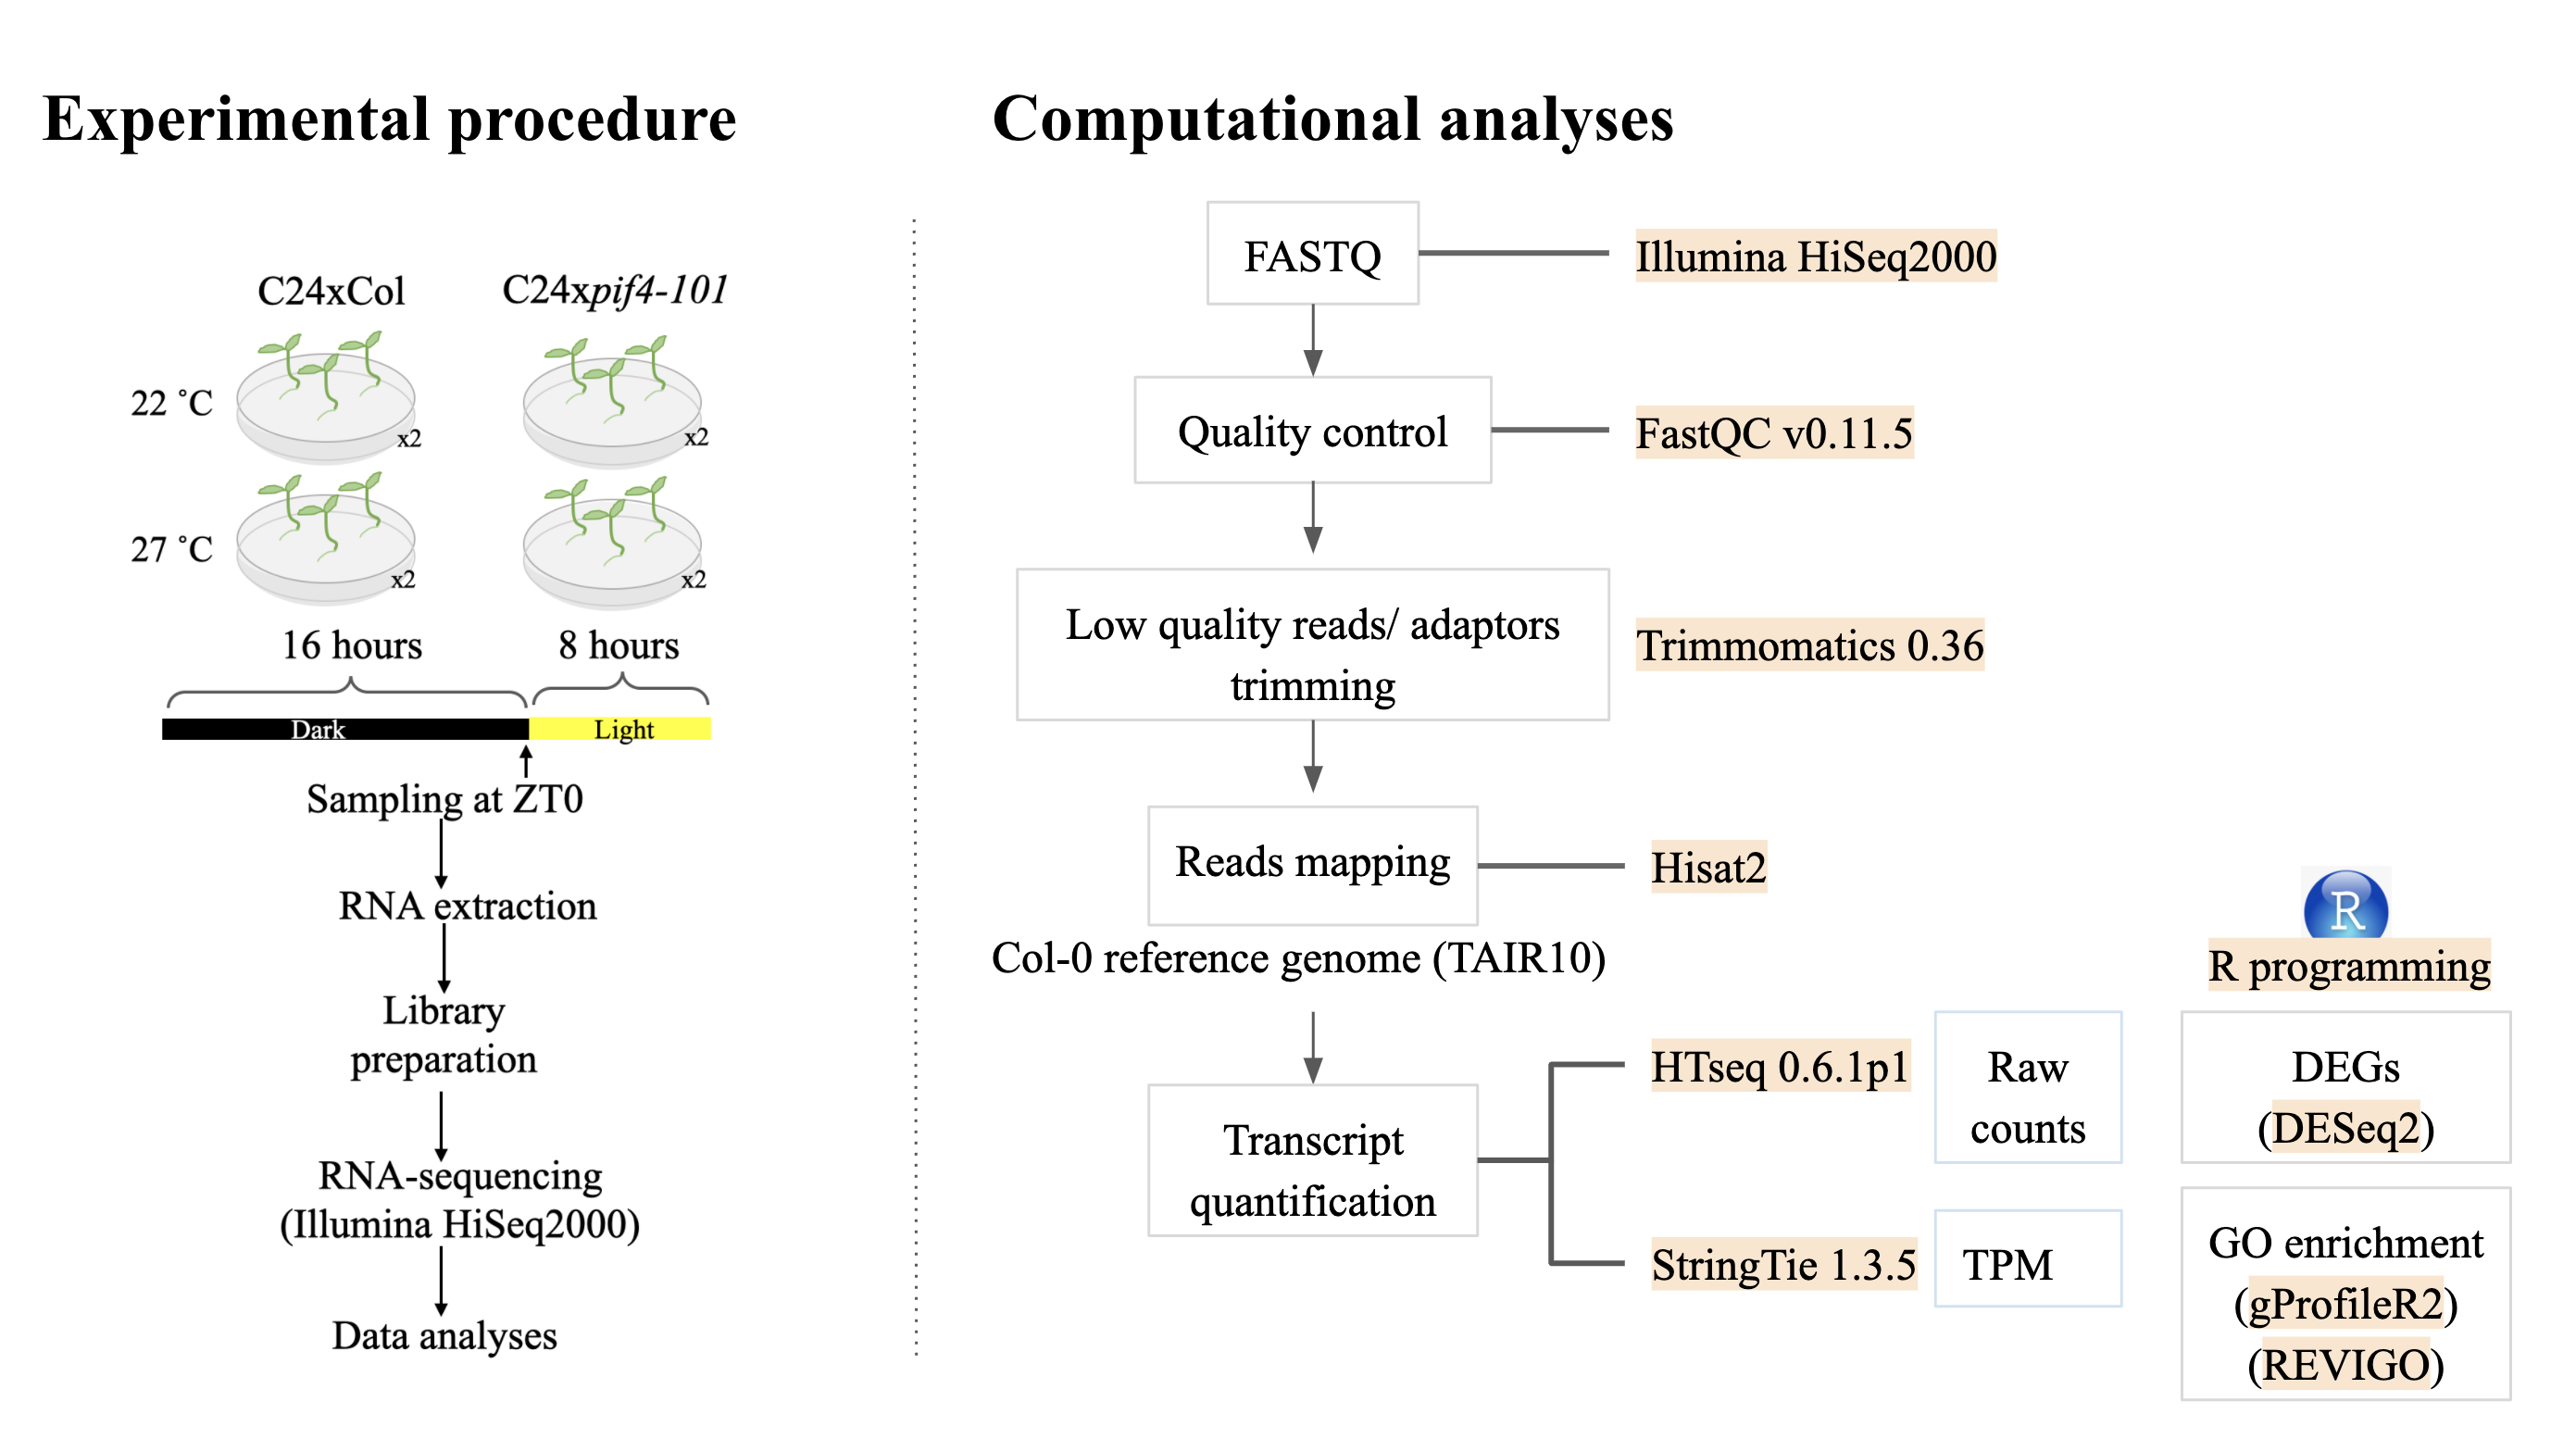 Experimental procedure
C24xCol
C24xpif4-101
22 ˚C
x2
x2
27 ˚C
x2
x2
16 hours
8 hours
Dark
Light
Sampling at ZT0
RNA extraction
Library
preparation
RNA-sequencing
(Illumina HiSeq2000)
Data analyses
Computational analyses
FASTQ
Illumina HiSeq2000
Quality control
FastQC v0.11.5
Low quality reads/ adaptors
trimming
Trimmomatics 0.36
Reads mapping
Hisat2
Col-0 reference genome (TAIR10)
Transcript
quantification
HTseq 0.6.1p1
Raw
counts
StringTie 1.3.5
TPM
R
R programming
DEGs
(DESeq2)
GO enrichment
(gProfileR2)
(REVIGO)